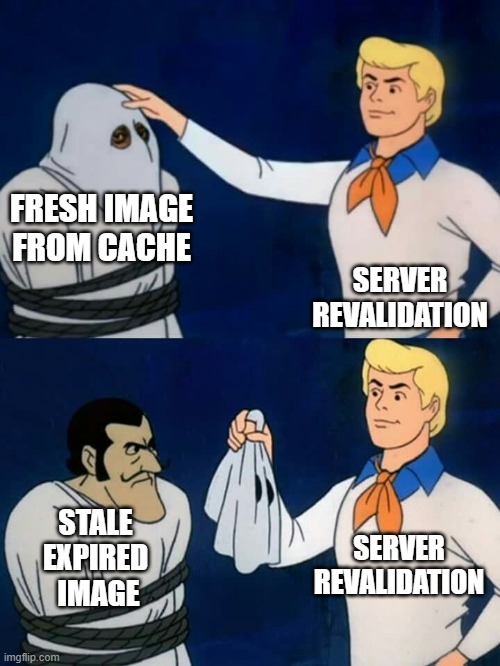 FRESH IMAGE
FROM CACHE
SERVER
REVALIDATION
STALE
EXPIRED
IMAGE
SERVER
REVALIDATION
imgflip.com